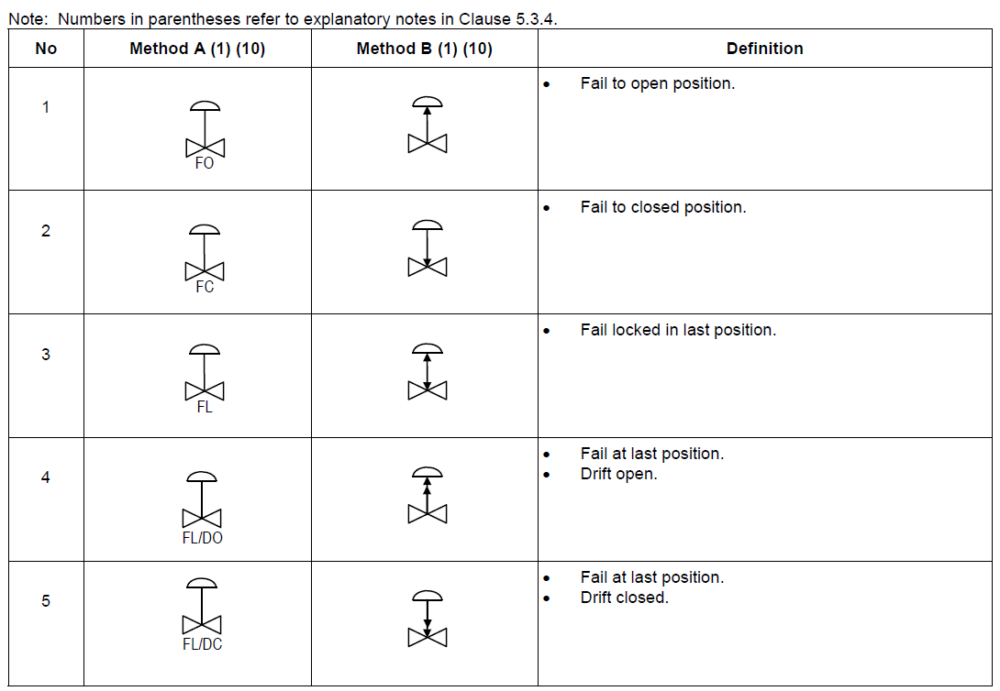 Note: Numbers in parentheses refer to explanatory notes in Clause 5.3.4.
No Method A (1) (10) Method B (1) (10) Definition
1 FO • Fail to open position.
2 FC • Fail to closed position.
3 FL • Fail locked in last position.
4 FL/DO • Fail at last position.
• Drift open.
5 FL/DC • Fail at last position.
• Drift closed.